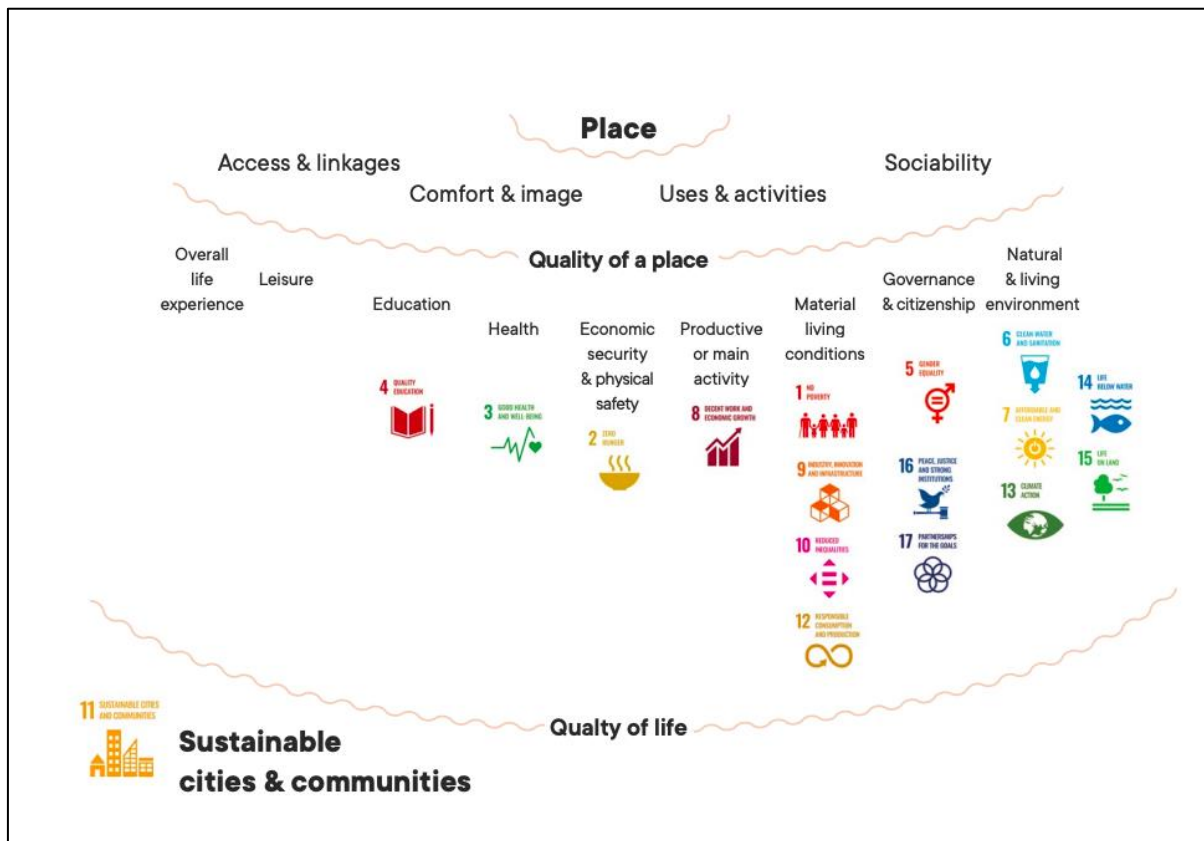 Place
Access & linkages
Sociability
Comfort & image
Uses & activities
Quality of a place
Overall
life
experience
Leisure
Education
Health
Economic
security
& physical
safety
Productive
or main
activity
Material
living
conditions
Governance
& citizenship
Natural
& living
environment
4 QUALITY
EDUCATION
3 GOOD HEALTH
AND WELL-BEING
2 ZERO
HUNGER
8 DECENT WORK AND
ECONOMIC GROWTH
1 NO
POVERTY
9 INDUSTRY, INNOVATION
AND INFRASTRUCTURE
10 REDUCED
INEQUALITIES
12 RESPONSIBLE
CONSUMPTION
AND PRODUCTION
5 GENDER
EQUALITY
16 PEACE, JUSTICE
AND STRONG
INSTITUTIONS
17 PARTNERSHIPS
FOR THE GOALS
6 CLEAN WATER
AND SANITATION
7 AFFORDABLE AND
CLEAN ENERGY
13 CLIMATE
ACTION
14 LIFE
BELOW WATER
15 LIFE
ON LAND
Qualty of life
11 SUSTAINABLE CITIES
AND COMMUNITIES
Sustainable
cities & communities